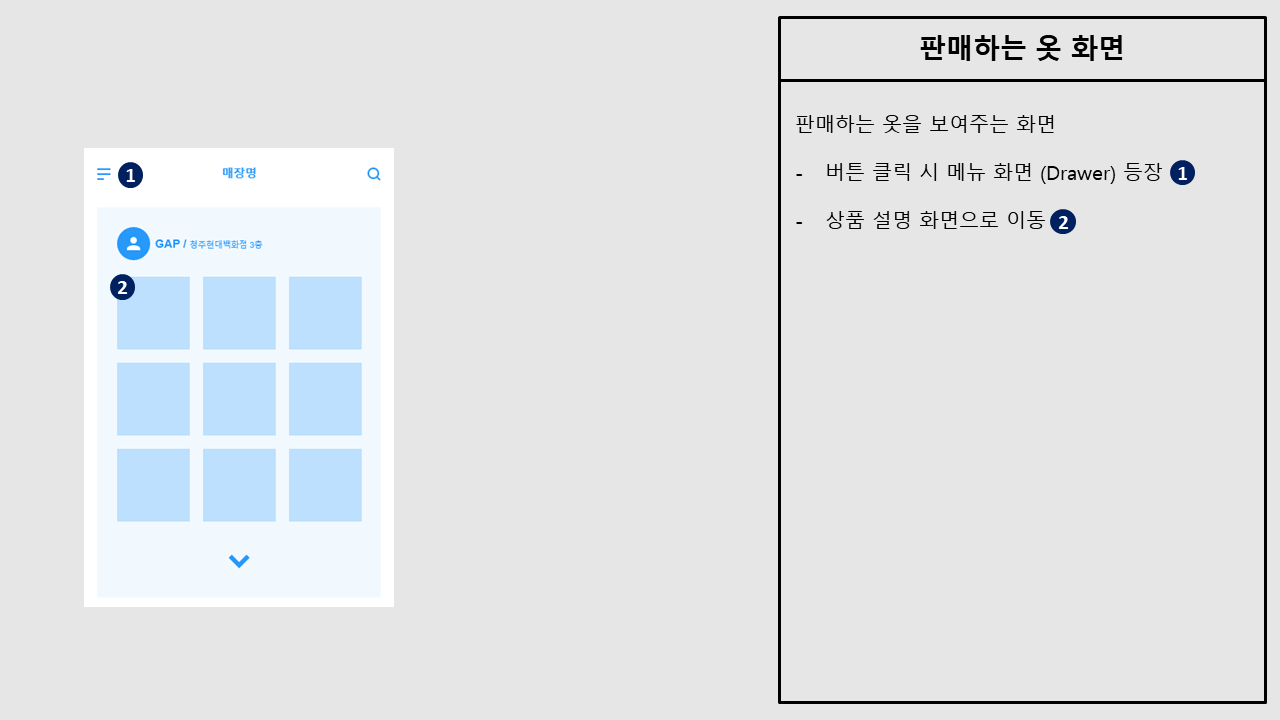 판매하는 옷 화면
판매하는 옷을 보여주는 화면
- 버튼 클릭 시 메뉴 화면 (Drawer) 등장 1
- 상품 설명 화면으로 이동 2
1 매장명
GAP / 청주현대백화점 3층
2